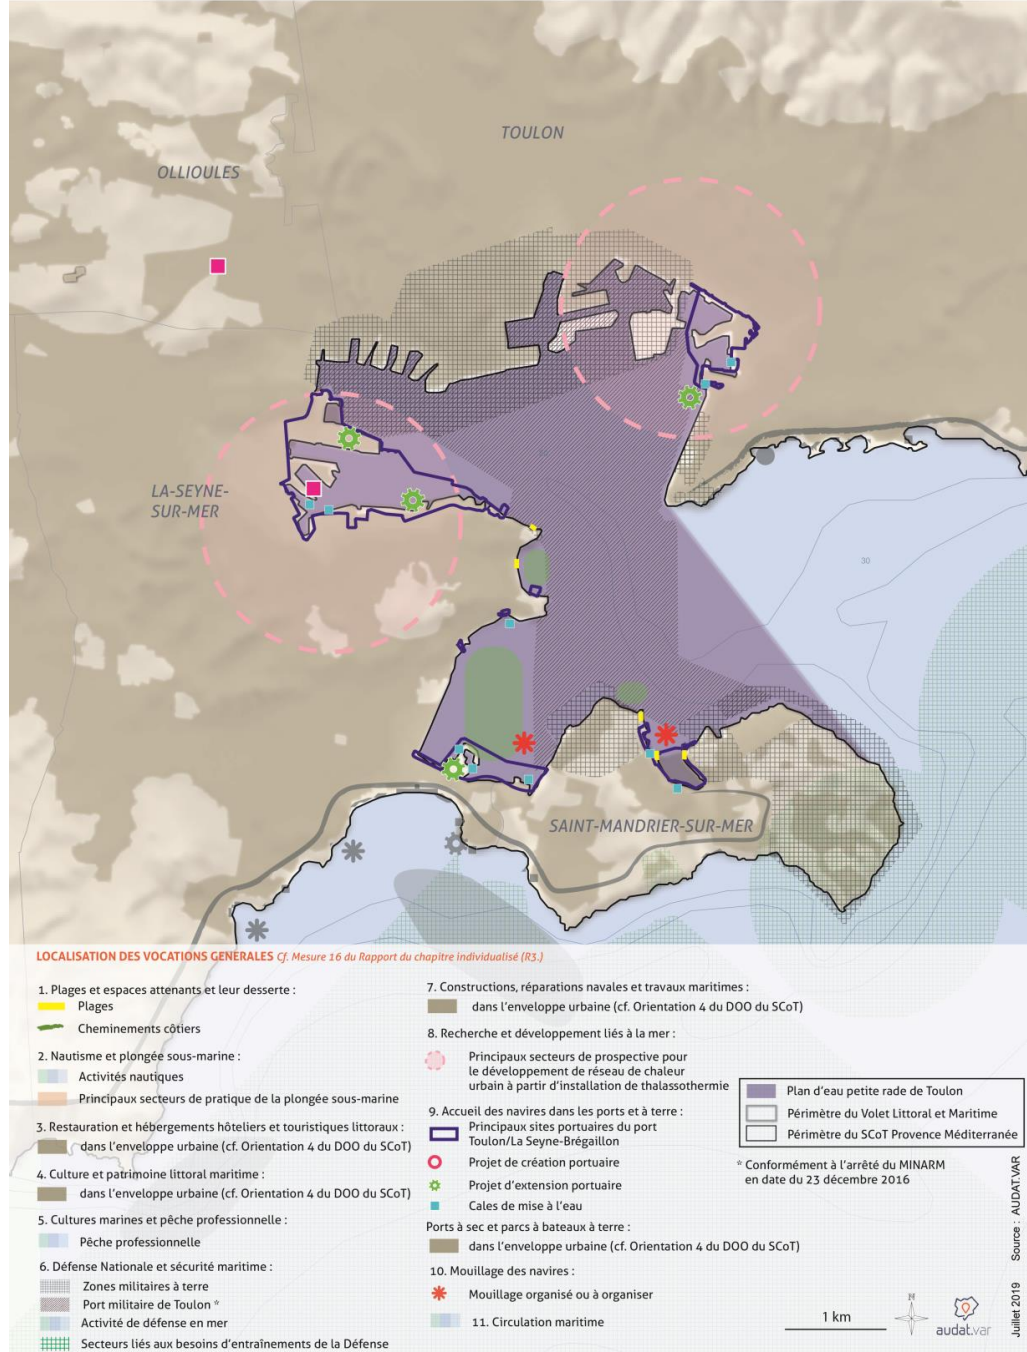 TOULON
OLLIOULES
LA-SEYNE-
SUR-MER
30
SAINT-MANDRIER-SUR-MER
LOCALISATION DES VOCATIONS GENERALES Cf. Mesure 16 du Rapport du chapitre individualisé (R3.)
1. Plages et espaces attenants et leur desserte :
Plages
Cheminements côtiers
2. Nautisme et plongée sous-marine :
Activités nautiques
Principaux secteurs de pratique de la plongée sous-marine
3. Restauration et hébergements hôteliers et touristiques littoraux :
dans l'enveloppe urbaine (cf. Orientation 4 du DOO du SCoT)
4. Culture et patrimoine littoral maritime :
dans l'enveloppe urbaine (cf. Orientation 4 du DOO du SCoT)
5. Cultures marines et pêche professionnelle :
Pêche professionnelle
6. Défense Nationale et sécurité maritime :
Zones militaires à terre
Port militaire de Toulon *
Activité de défense en mer
Secteurs liés aux besoins d'entraînements de la Défense
7. Constructions, réparations navales et travaux maritimes :
dans l'enveloppe urbaine (cf. Orientation 4 du DOO du SCoT)
8. Recherche et développement liés à la mer :
Principaux secteurs de prospective pour
le développement de réseau de chaleur
urbain à partir d'installation de thalassothermie
9. Accueil des navires dans les ports et à terre :
Principaux sites portuaires du port
Toulon/La Seyne-Brégaillon
Projet de création portuaire
Projet d'extension portuaire
Cales de mise à l'eau
Ports à sec et parcs à bateaux à terre :
dans l'enveloppe urbaine (cf. Orientation 4 du DOO du SCoT)
10. Mouillage des navires :
Mouillage organisé ou à organiser
11. Circulation maritime
Plan d'eau petite rade de Toulon
Périmètre du Volet Littoral et Maritime
Périmètre du SCoT Provence Méditerranée
* Conformément à l'arrêté du MINARM
en date du 23 décembre 2016
1 km
N
audat.var
Juillet 2019 Source : AUDAT.VAR